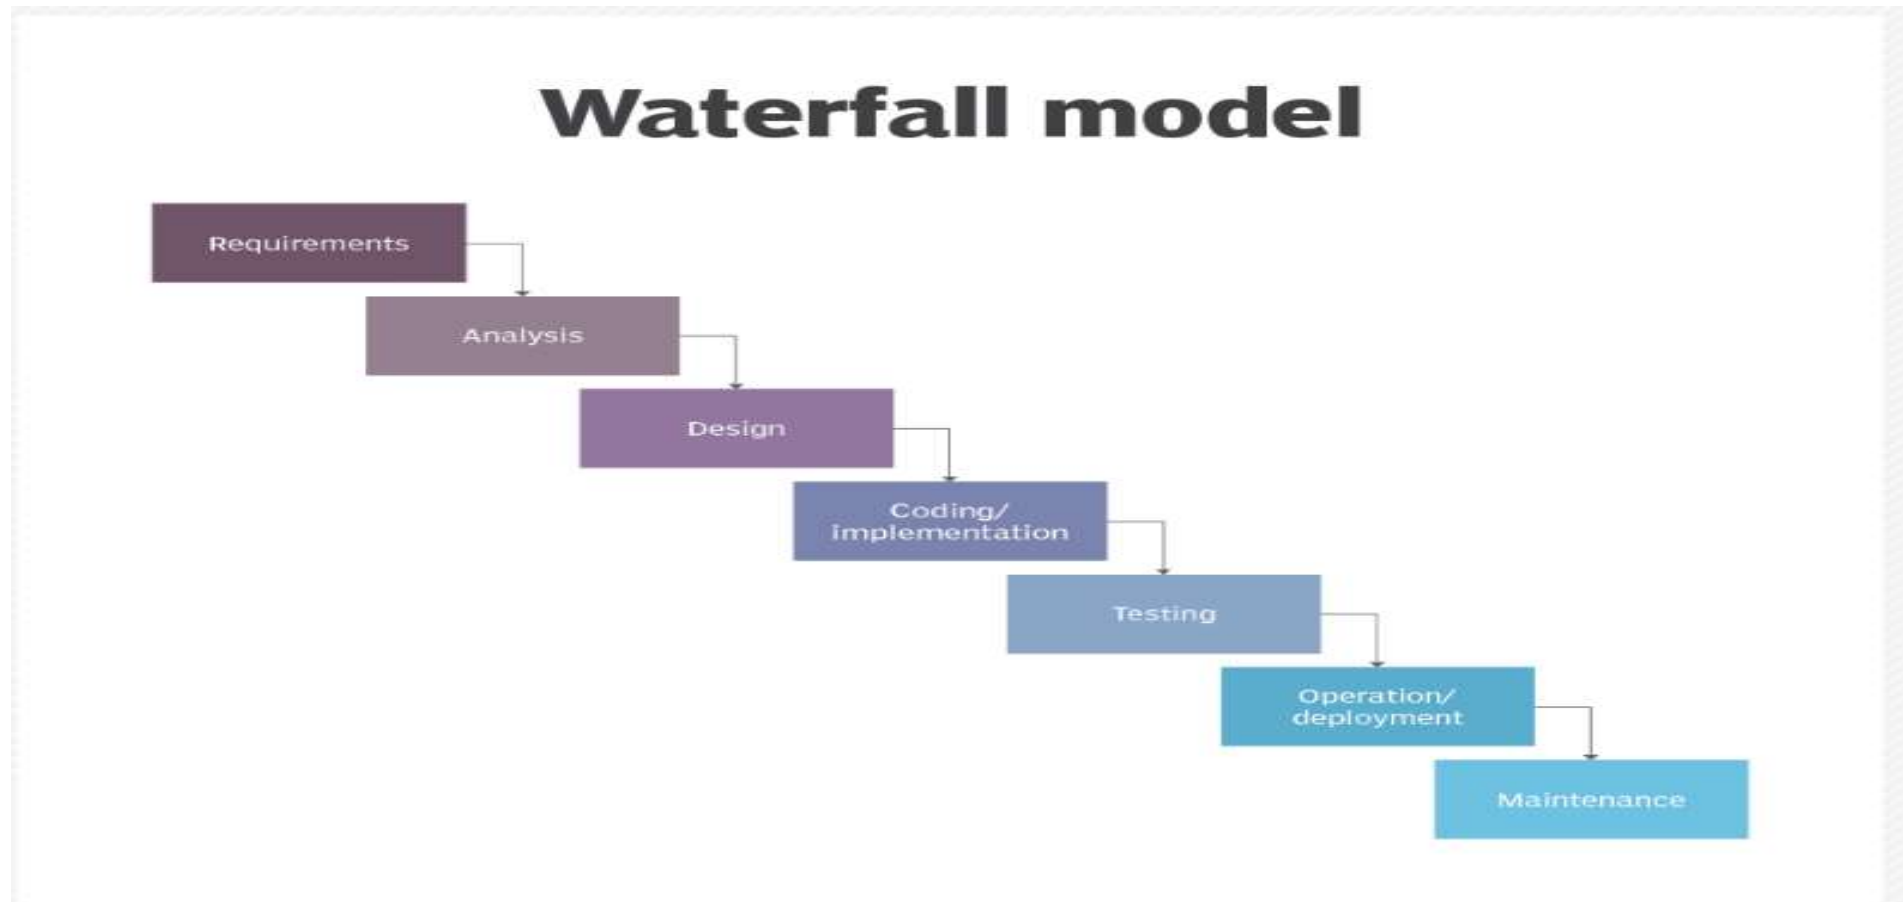 Waterfall model
Requirements
Analysis
Design
Coding/
implementation
Testing
Operation/
deployment
Maintenance